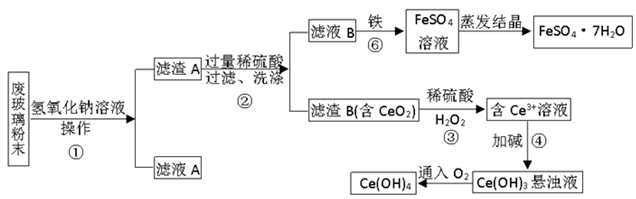 废玻璃粉末
氢氧化钠溶液
操作
①
滤渣 A
滤液 A
过量稀硫酸
过滤、洗涤
②
滤液 B
铁
⑥
FeSO₄
溶液
蒸发结晶
FeSO₄・7H₂O
滤渣 B(含 CeO₂)
稀硫酸
H₂O₂
③
含 Ce³⁺溶液
加碱
④
Ce(OH)₃悬浊液
通入 O₂
Ce(OH)₄